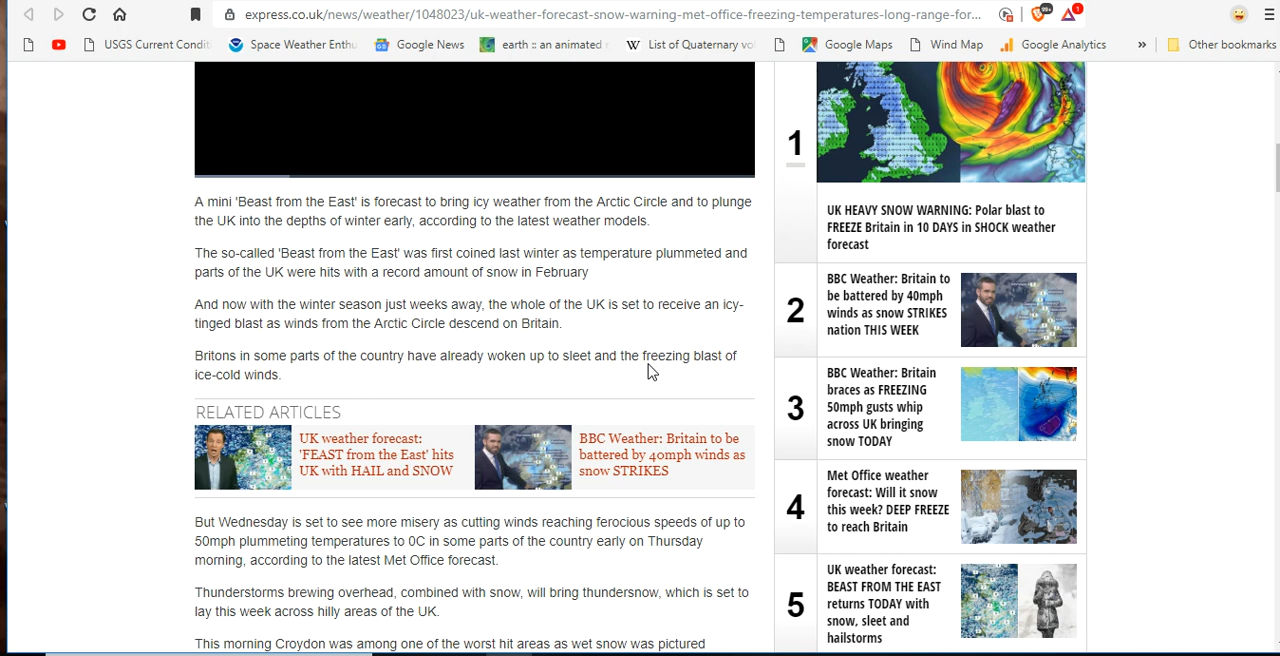 express.co.uk/news/weather/1048023/uk-weather-forecast-snow-warning-met-office-freezing-temperatures-long-range-for...
99+
1
USGS Current Conditi
Space Weather Enthu
Google News
earth :: an animated
List of Quaternary vo
Google Maps
Wind Map
Google Analytics
»
Other bookmarks
A mini 'Beast from the East' is forecast to bring icy weather from the Arctic Circle and to plunge
the UK into the depths of winter early, according to the latest weather models.
The so-called 'Beast from the East' was first coined last winter as temperature plummeted and
parts of the UK were hits with a record amount of snow in February
And now with the winter season just weeks away, the whole of the UK is set to receive an icy-
tinged blast as winds from the Arctic Circle descend on Britain.
Britons in some parts of the country have already woken up to sleet and the freezing blast of
ice-cold winds.
RELATED ARTICLES
UK weather forecast:
'FEAST from the East' hits
UK with HAIL and SNOW
BBC Weather: Britain to be
battered by 40mph winds as
snow STRIKES
But Wednesday is set to see more misery as cutting winds reaching ferocious speeds of up to
50mph plummeting temperatures to 0C in some parts of the country early on Thursday
morning, according to the latest Met Office forecast.
Thunderstorms brewing overhead, combined with snow, will bring thundersnow, which is set to
lay this week across hilly areas of the UK.
This morning Croydon was among one of the worst hit areas as wet snow was pictured
1
UK HEAVY SNOW WARNING: Polar blast to
FREEZE Britain in 10 DAYS in SHOCK weather
forecast
2
BBC Weather: Britain to
be battered by 40mph
winds as snow STRIKES
nation THIS WEEK
3
BBC Weather: Britain
braces as FREEZING
50mph gusts whip
across UK bringing
snow TODAY
4
Met Office weather
forecast: Will it snow
this week? DEEP FREEZE
to reach Britain
5
UK weather forecast:
BEAST FROM THE EAST
returns TODAY with
snow, sleet and
hailstorms